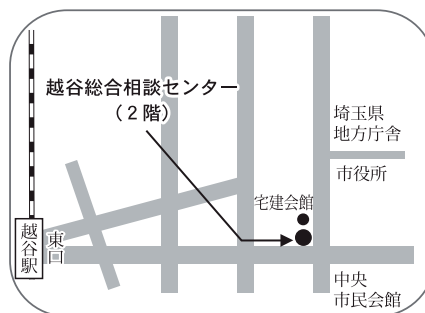 越谷総合相談センター
（２階）
埼玉県
地方庁舎
市役所
宅建会館
越谷駅
東口
中央
市民会館